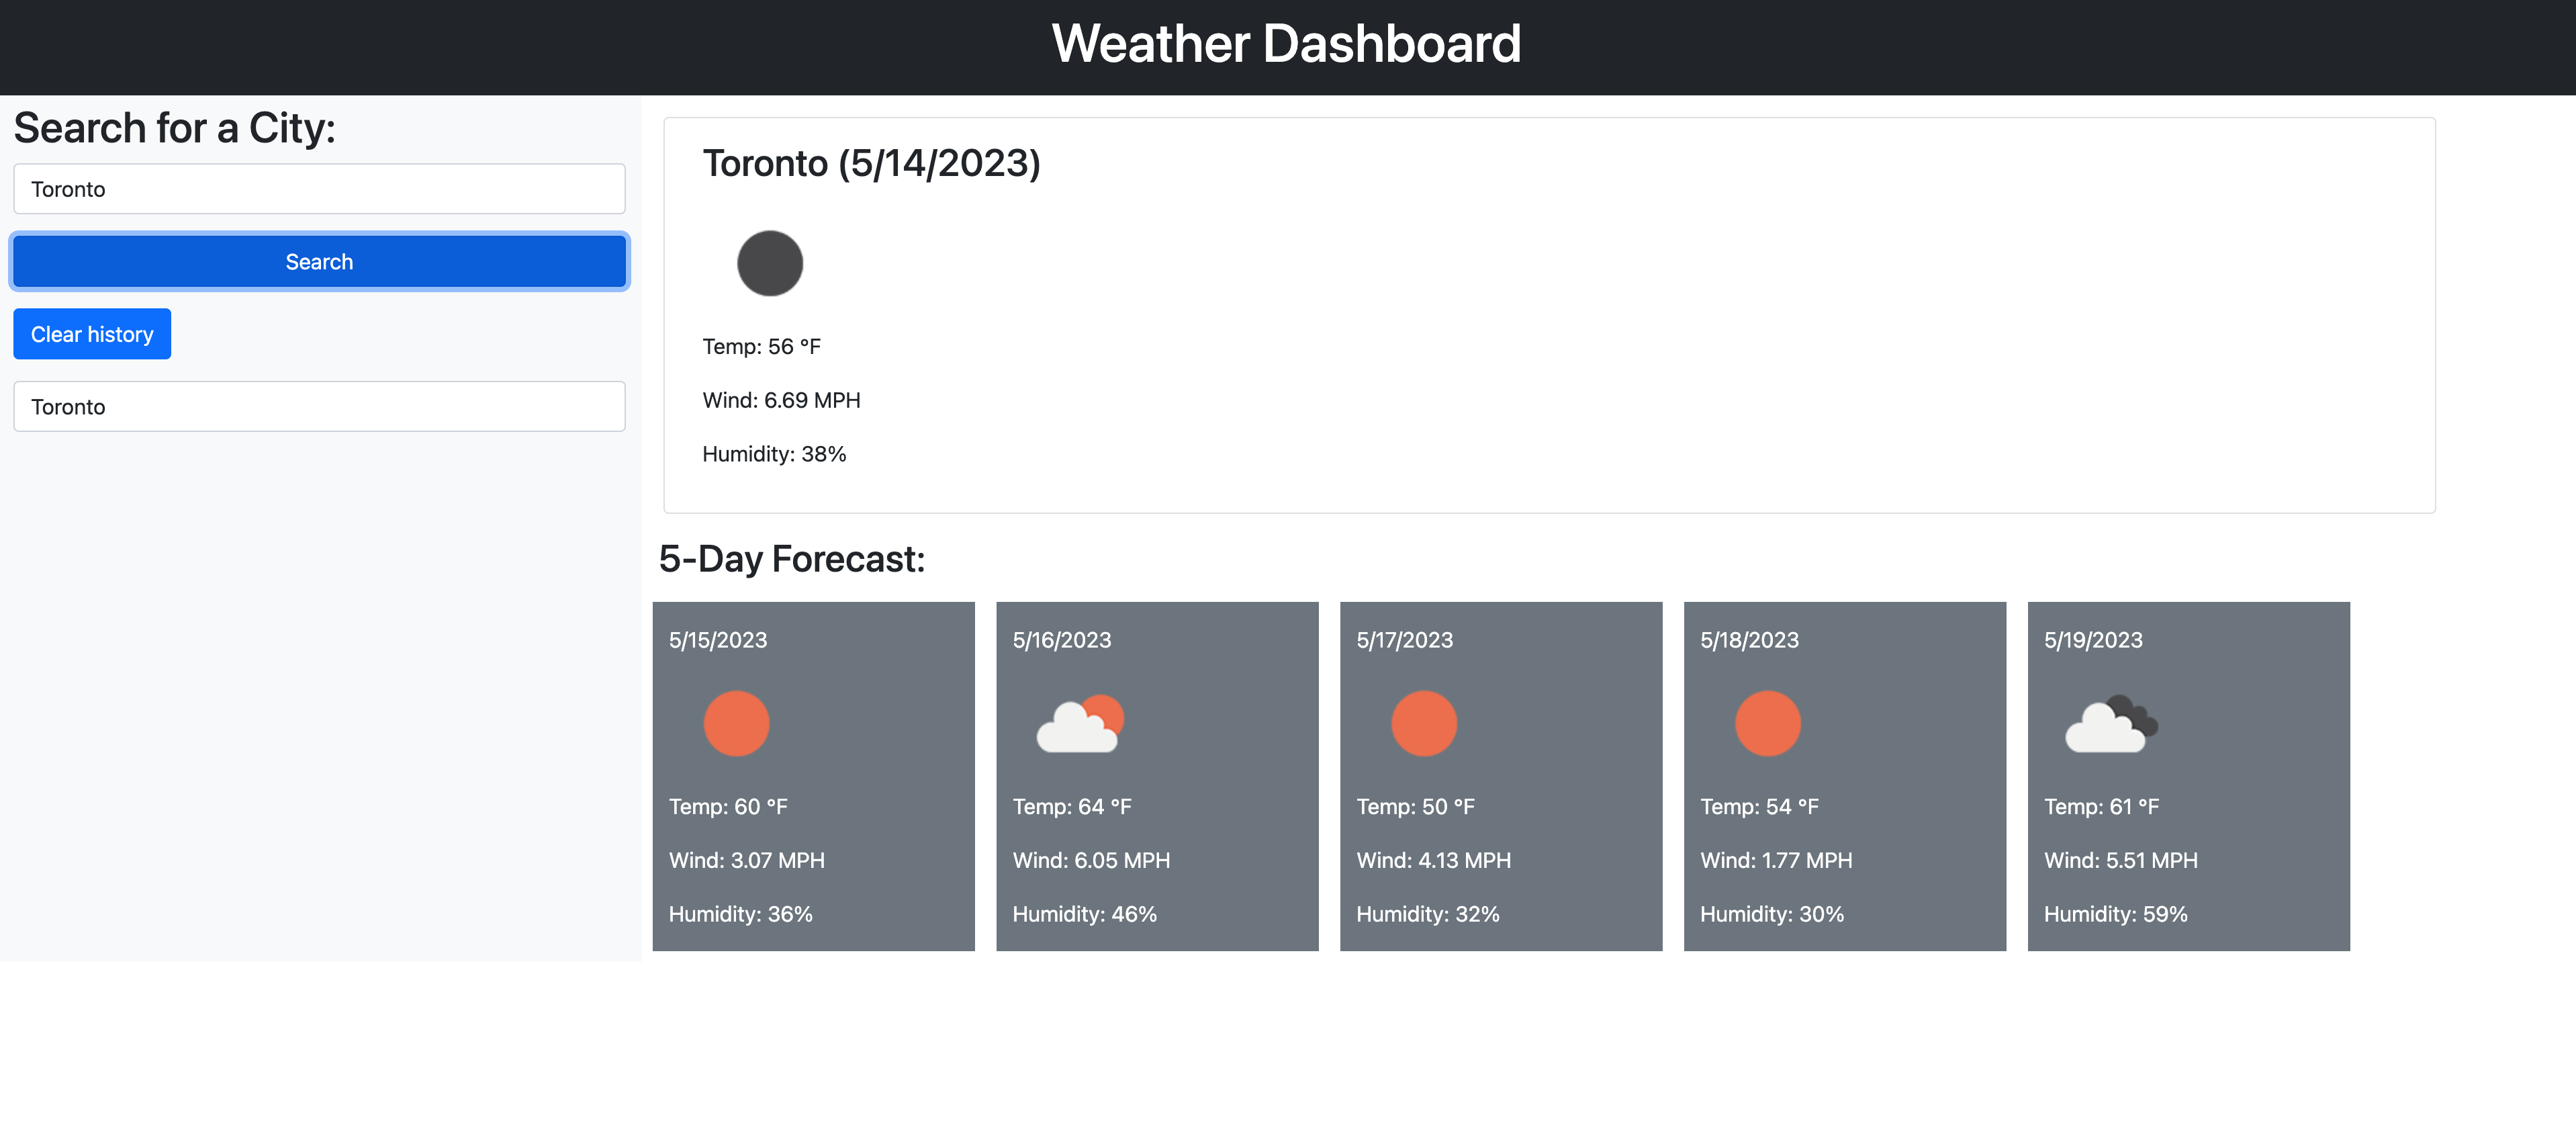 Weather Dashboard
Search for a City:
Toronto
Search
Clear history
Toronto
Toronto (5/14/2023)
Temp: 56 °F
Wind: 6.69 MPH
Humidity: 38%
5-Day Forecast:
5/15/2023
Temp: 60 °F
Wind: 3.07 MPH
Humidity: 36%
5/16/2023
Temp: 64 °F
Wind: 6.05 MPH
Humidity: 46%
5/17/2023
Temp: 50 °F
Wind: 4.13 MPH
Humidity: 32%
5/18/2023
Temp: 54 °F
Wind: 1.77 MPH
Humidity: 30%
5/19/2023
Temp: 61 °F
Wind: 5.51 MPH
Humidity: 59%